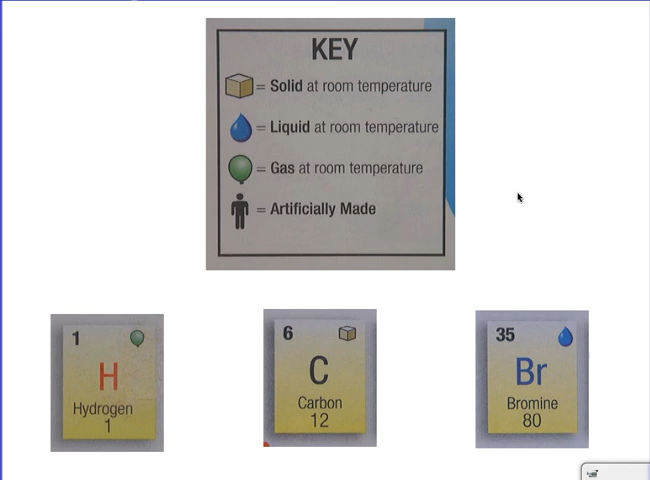 KEY
= Solid at room temperature
= Liquid at room temperature
= Gas at room temperature
= Artificially Made
1
H
Hydrogen
1
6
C
Carbon
12
35
Br
Bromine
80